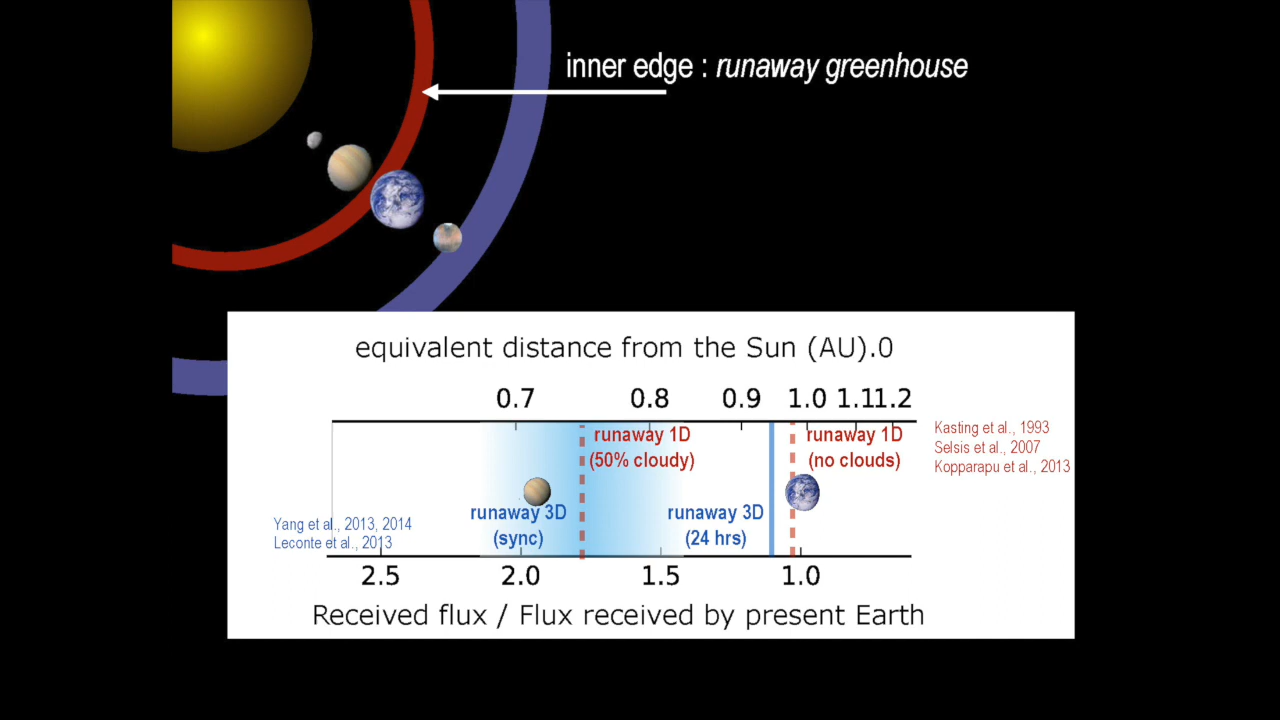 inner edge : runaway greenhouse
equivalent distance from the Sun (AU).0
0.7 0.8 0.9 1.0 1.11.2
runaway 1D
(50% cloudy)
runaway 1D
(no clouds)
Kasting et al., 1993
Selsis et al., 2007
Kopparapu et al., 2013
Yang et al., 2013, 2014
Leconte et al., 2013
runaway 3D
(sync)
runaway 3D
(24 hrs)
2.5 2.0 1.5 1.0
Received flux / Flux received by present Earth